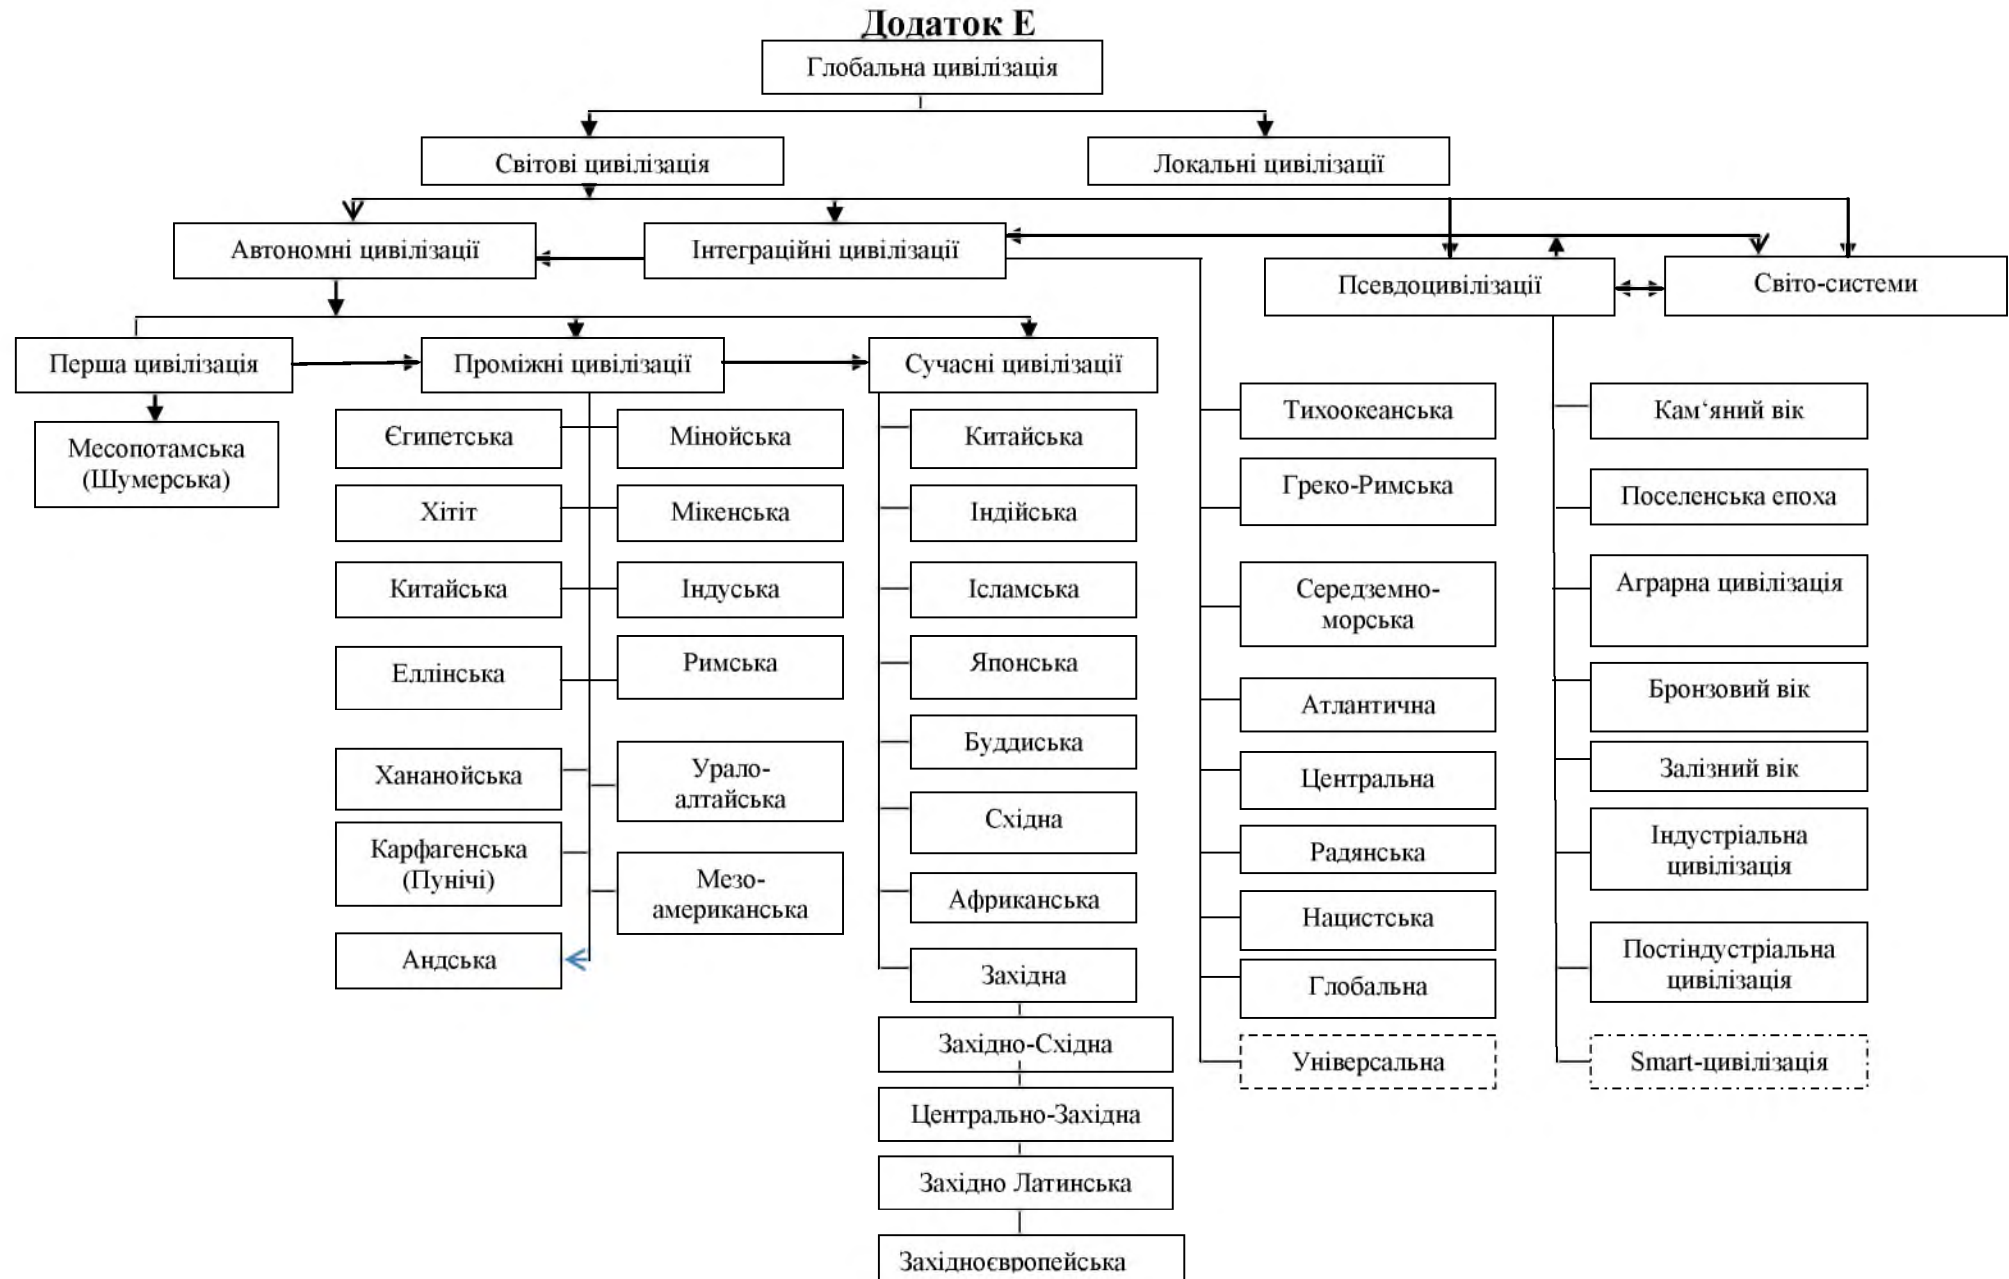 Додаток Е
Глобальна цивілізація
Світові цивілізація
Локальні цивілізації
Автономні цивілізації
Інтеграційні цивілізації
Псевдоцивілізації
Світо-системи
Перша цивілізація
Проміжні цивілізації
Сучасні цивілізації
Месопотамська
(Шумерська)
Єгипетська
Хітіт
Китайська
Еллінська
Хананойська
Карфагенська
(Пунічі)
Андська
Мінойська
Мікенська
Індуська
Римська
Урало-
алтайська
Мезо-
американська
Китайська
Індійська
Ісламська
Японська
Буддиська
Східна
Африканська
Західна
Західно-Східна
Центрально-Західна
Західно Латинська
Західноєвропейська
Тихоокеанська
Греко-Римська
Середземно-
морська
Атлантична
Центральна
Радянська
Нацистська
Глобальна
Універсальна
Кам‘яний вік
Поселенська епоха
Аграрна цивілізація
Бронзовий вік
Залізний вік
Індустріальна
цивілізація
Постіндустріальна
цивілізація
Smart-цивілізація